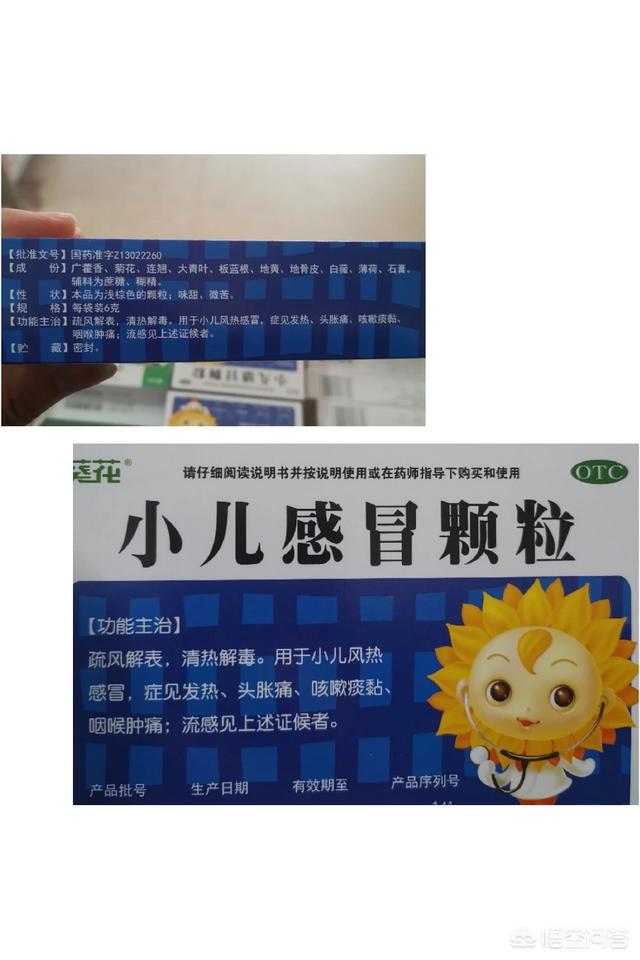 【批准文号】国药准字Z13022260
【成　　份】广藿香、菊花、连翘、大青叶、板蓝根、地黄、地骨皮、白薇、薄荷、石膏。
辅料为蔗糖、糊精。
【性　　状】本品为浅棕色的颗粒；味甜、微苦。
【规　　格】每袋装6克
【功能主治】疏风解表，清热解毒。用于小儿风热感冒，症见发热、头胀痛、咳嗽痰黏、
咽喉肿痛；流感见上述证候者。
【贮　　藏】密封。
小儿感冒颗粒
葵花®
请仔细阅读说明书并按说明使用或在药师指导下购买和使用
OTC
小儿感冒颗粒
【功能主治】
疏风解表，清热解毒。用于小儿风热
感冒，症见发热、头胀痛、咳嗽痰黏、
咽喉肿痛；流感见上述证候者。
产品批号 生产日期 有效期至 产品序列号
悟空问答